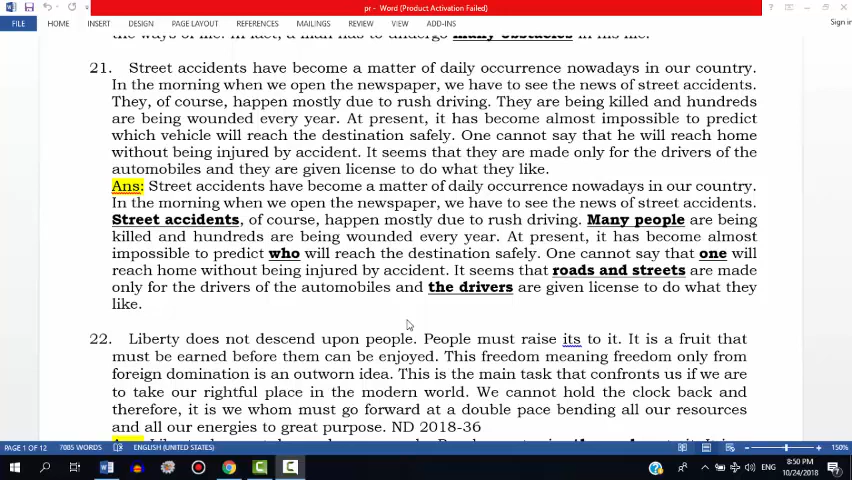 pr - Word (Product Activation Failed)
FILE HOME INSERT DESIGN PAGE LAYOUT REFERENCES MAILINGS REVIEW VIEW ADD-INS Sign in
the ways of life. In fact, a man has to undergo many obstacles in his life.
21. Street accidents have become a matter of daily occurrence nowadays in our country.
In the morning when we open the newspaper, we have to see the news of street accidents.
They, of course, happen mostly due to rush driving. They are being killed and hundreds
are being wounded every year. At present, it has become almost impossible to predict
which vehicle will reach the destination safely. One cannot say that he will reach home
without being injured by accident. It seems that they are made only for the drivers of the
automobiles and they are given license to do what they like.
Ans: Street accidents have become a matter of daily occurrence nowadays in our country.
In the morning when we open the newspaper, we have to see the news of street accidents.
Street accidents, of course, happen mostly due to rush driving. Many people are being
killed and hundreds are being wounded every year. At present, it has become almost
impossible to predict who will reach the destination safely. One cannot say that one will
reach home without being injured by accident. It seems that roads and streets are made
only for the drivers of the automobiles and the drivers are given license to do what they
like.
22. Liberty does not descend upon people. People must raise its to it. It is a fruit that
must be earned before them can be enjoyed. This freedom meaning freedom only from
foreign domination is an outworn idea. This is the main task that confronts us if we are
to take our rightful place in the modern world. We cannot hold the clock back and
therefore, it is we whom must go forward at a double pace bending all our resources
and all our energies to great purpose. ND 2018-36
PAGE 1 OF 12 7085 WORDS ENGLISH (UNITED STATES) 150%
ENG 8:50 PM
10/24/2018